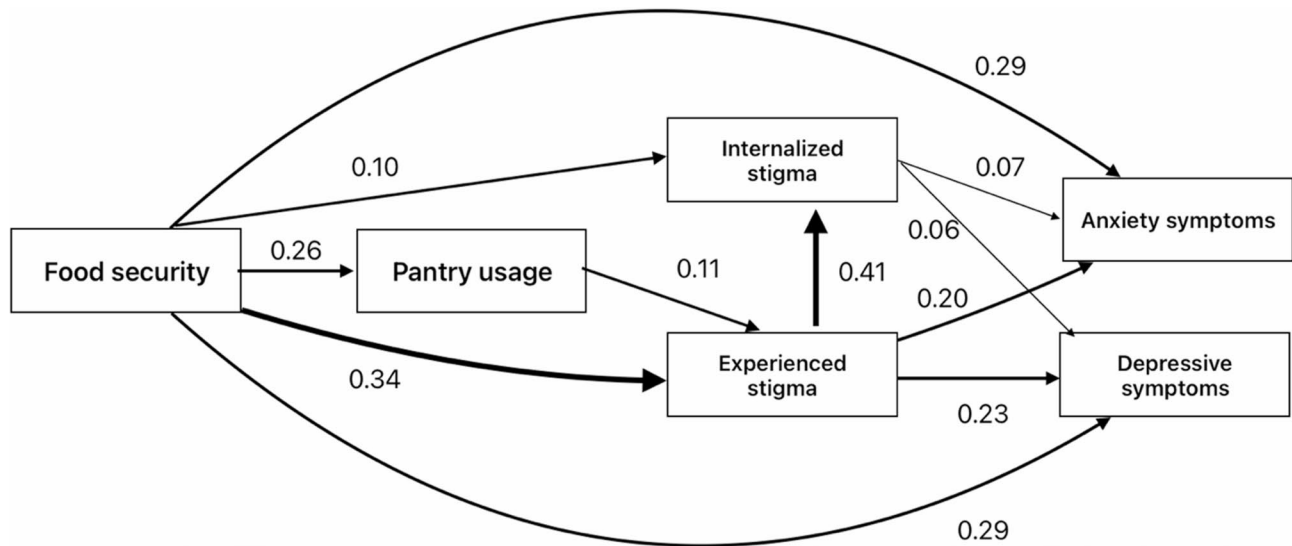 0.29
Internalized
stigma
0.10
0.07
Anxiety symptoms
0.06
Food security
0.26
Pantry usage
0.11
0.41
0.20
Experienced
stigma
Depressive
symptoms
0.34
0.23
0.29